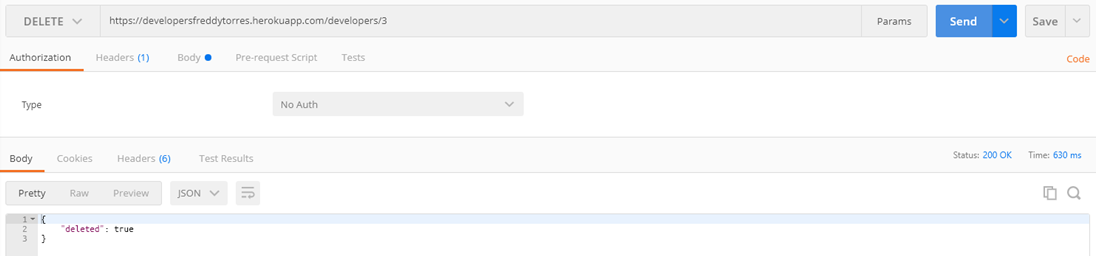 DELETE https://developersfreddytorres.herokuapp.com/developers/3 Params Send Save
Authorization Headers (1) Body Pre-request Script Tests Code
Type No Auth
Body Cookies Headers (6) Test Results Status: 200 OK Time: 630 ms
Pretty Raw Preview JSON
1 {
2 "deleted": true
3 }